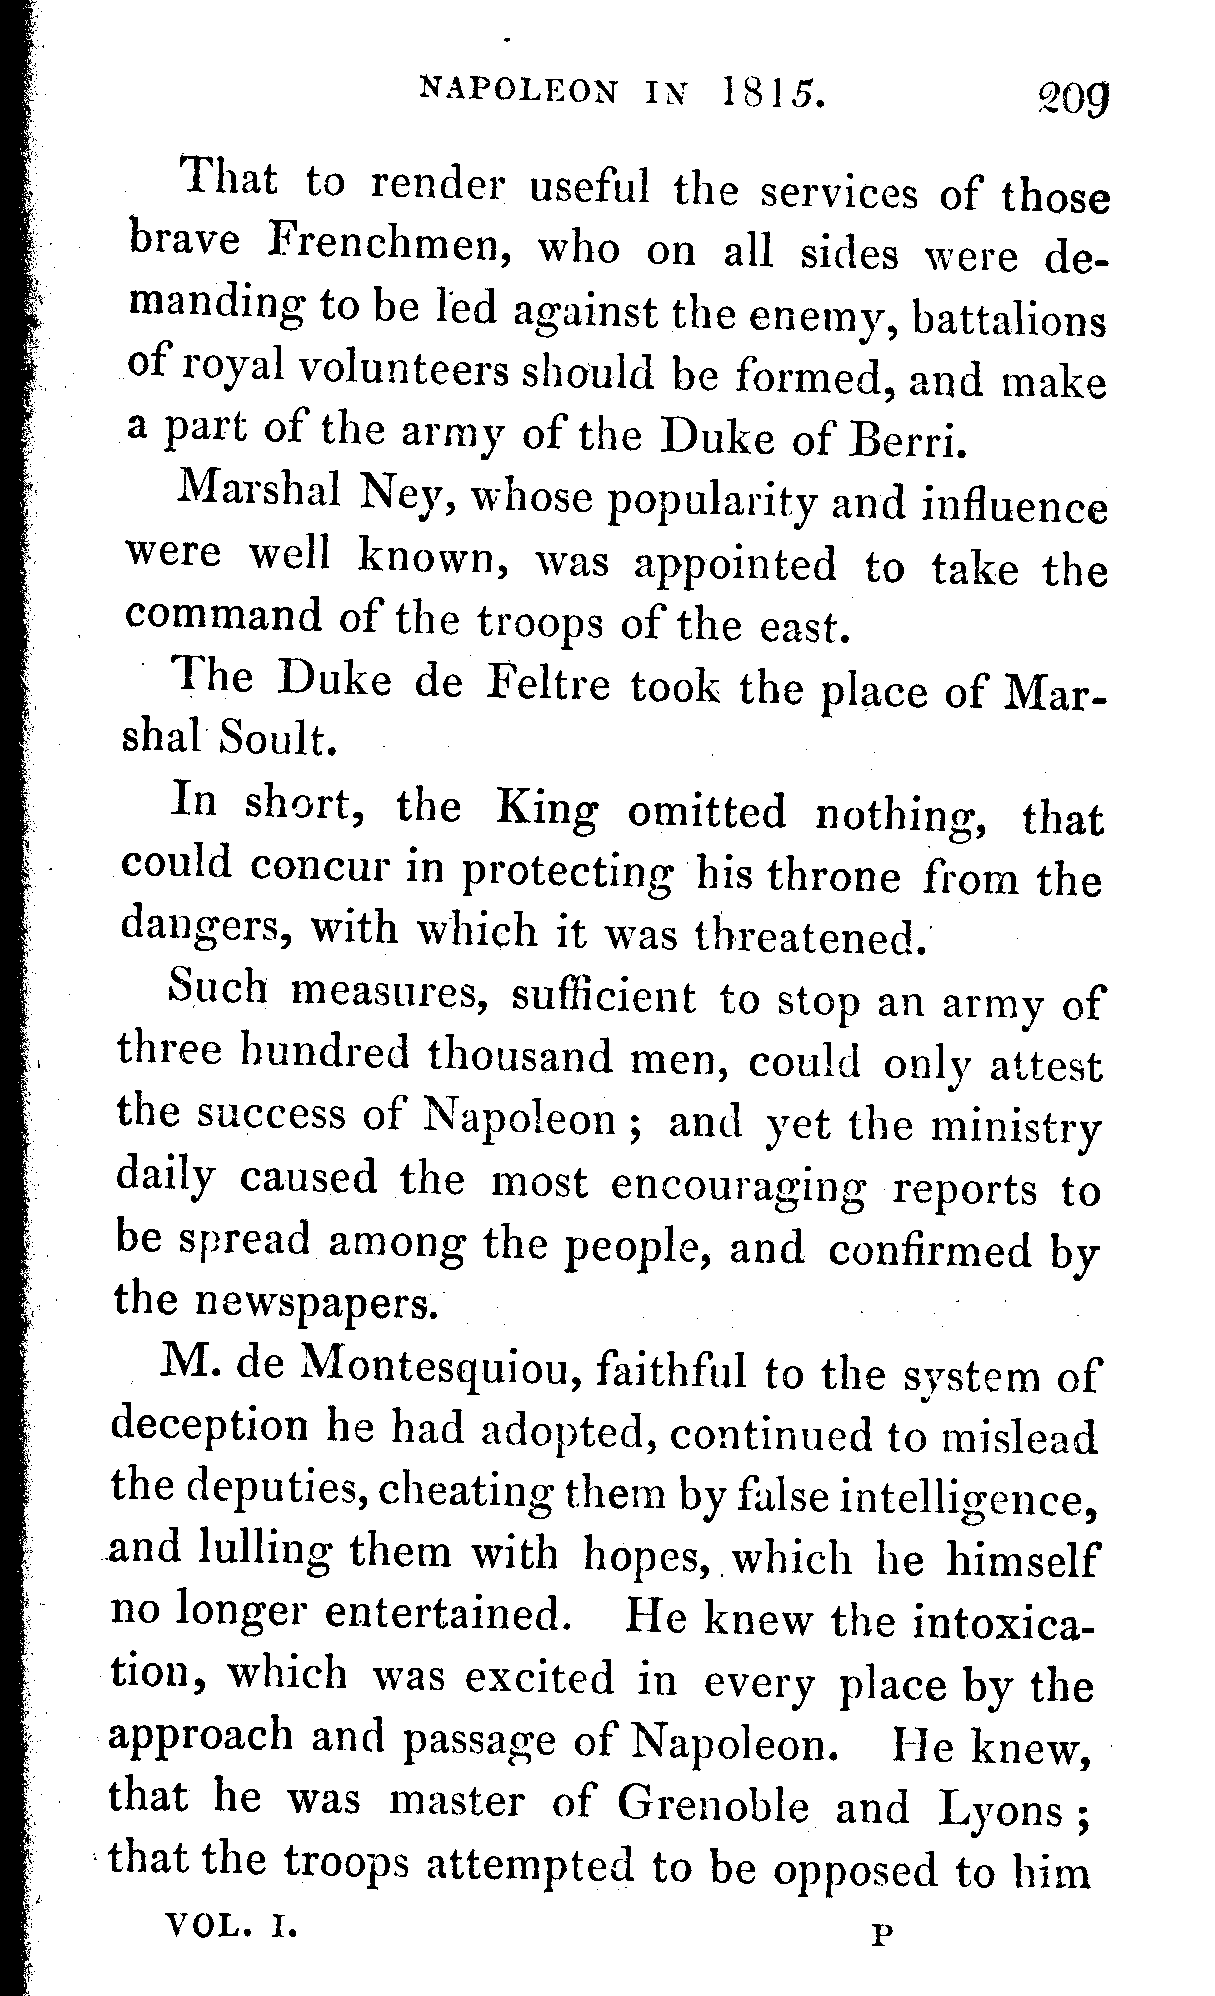 NAPOLEON IN 1815. 209
That to render useful the services of those
brave Frenchmen, who on all sides were de-
manding to be led against the enemy, battalions
of royal volunteers should be formed, and make
a part of the army of the Duke of Berri.
Marshal Ney, whose popularity and influence
were well known, was appointed to take the
command of the troops of the east.
The Duke de Feltre took the place of Mar-
shal Soult.
In short, the King omitted nothing, that
could concur in protecting his throne from the
dangers, with which it was threatened.
Such measures, sufficient to stop an army of
three hundred thousand men, could only attest
the success of Napoleon ; and yet the ministry
daily caused the most encouraging reports to
be spread among the people, and confirmed by
the newspapers.
M. de Montesquiou, faithful to the system of
deception he had adopted, continued to mislead
the deputies, cheating them by false intelligence,
and lulling them with hopes, which he himself
no longer entertained. He knew the intoxica-
tion, which was excited in every place by the
approach and passage of Napoleon. He knew,
that he was master of Grenoble and Lyons ;
that the troops attempted to be opposed to him
VOL. I. P